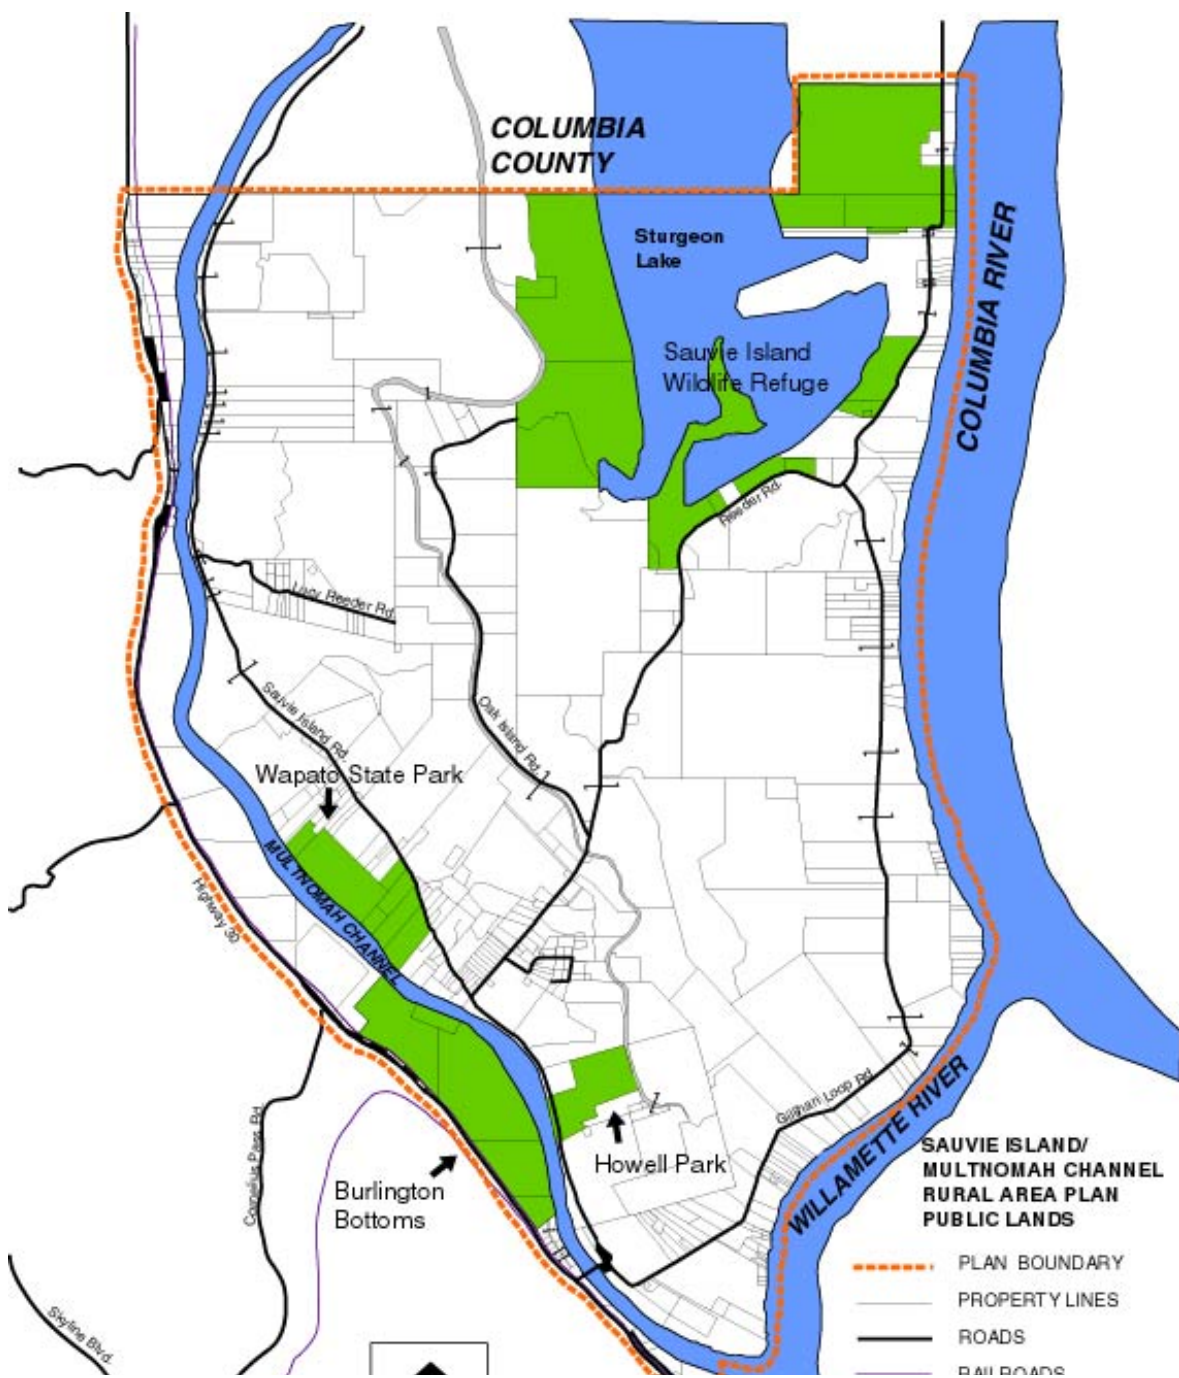 COLUMBIA
COUNTY
Sturgeon
Lake
COLUMBIA RIVER
Sauvie Island
Wildlife Refuge
Reeder Rd.
Lucy Reeder Rd.
Sauvie Island Rd.
Oak Island Rd.
Wapato State Park
MULTNOMAH CHANNEL
Highway 30
Gillihan Loop Rd.
WILLAMETTE RIVER
Howell Park
Burlington
Bottoms
Cornelius Pass Rd.
Skyline Blvd.
SAUVIE ISLAND/
MULTNOMAH CHANNEL
RURAL AREA PLAN
PUBLIC LANDS
PLAN BOUNDARY
PROPERTY LINES
ROADS
RAILROADS